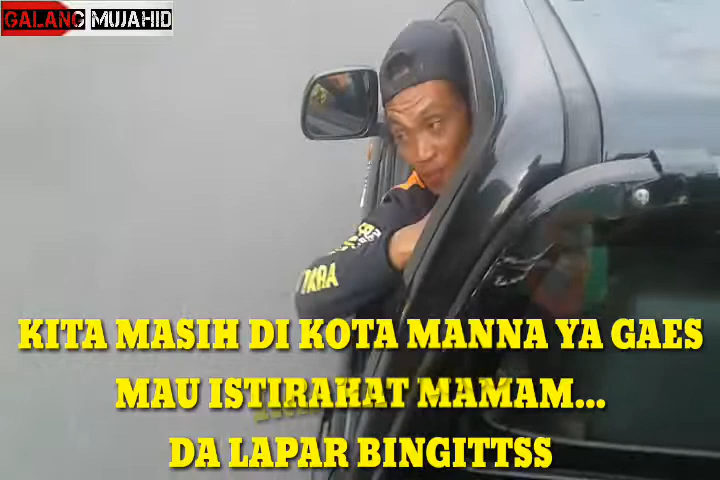 GALANG MUJAHID
KITA MASIH DI KOTA MANNA YA GAES
MAU ISTIRAHAT MAMAM...
DA LAPAR BINGITTSS